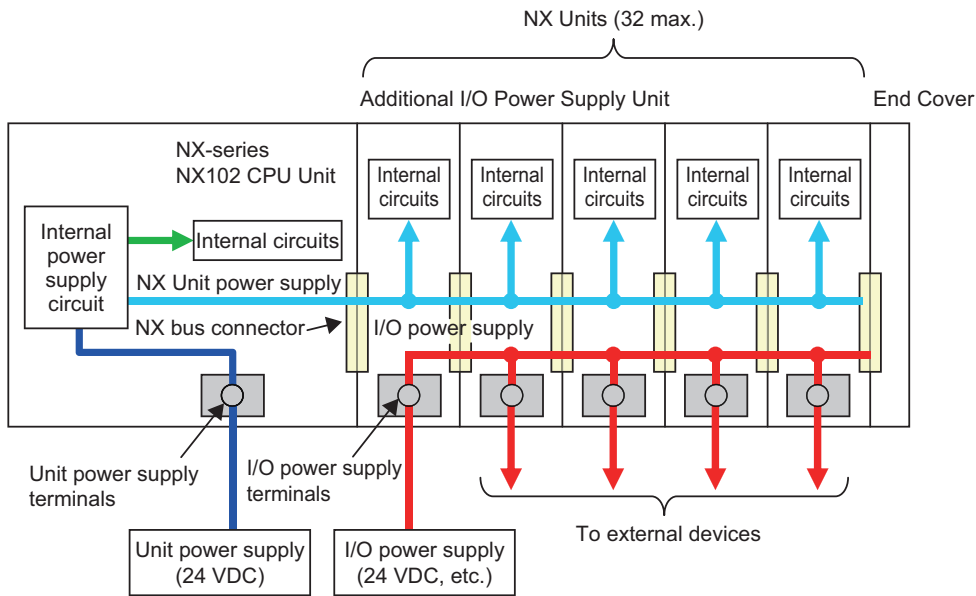 NX Units (32 max.)
Additional I/O Power Supply Unit
End Cover
NX-series
NX102 CPU Unit
Internal
circuits
Internal
circuits
Internal
circuits
Internal
circuits
Internal
circuits
Internal
power
supply
circuit
Internal circuits
NX Unit power supply
NX bus connector
I/O power supply
Unit power supply
terminals
I/O power supply
terminals
To external devices
Unit power supply
(24 VDC)
I/O power supply
(24 VDC, etc.)